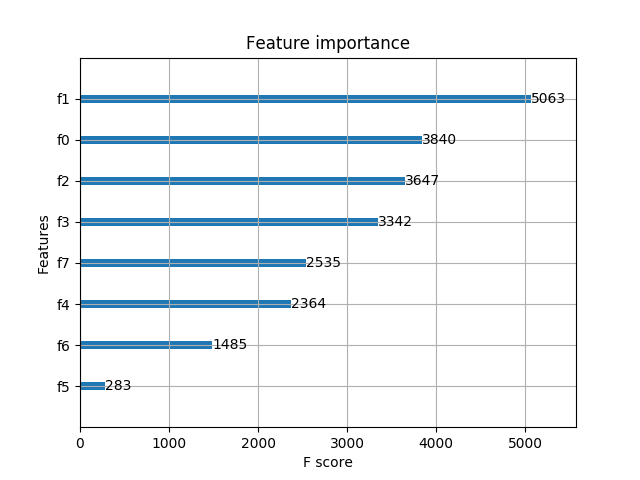 Feature importance
Features
f1 5063
f0 3840
f2 3647
f3 3342
f7 2535
f4 2364
f6 1485
f5 283
0 1000 2000 3000 4000 5000
F score